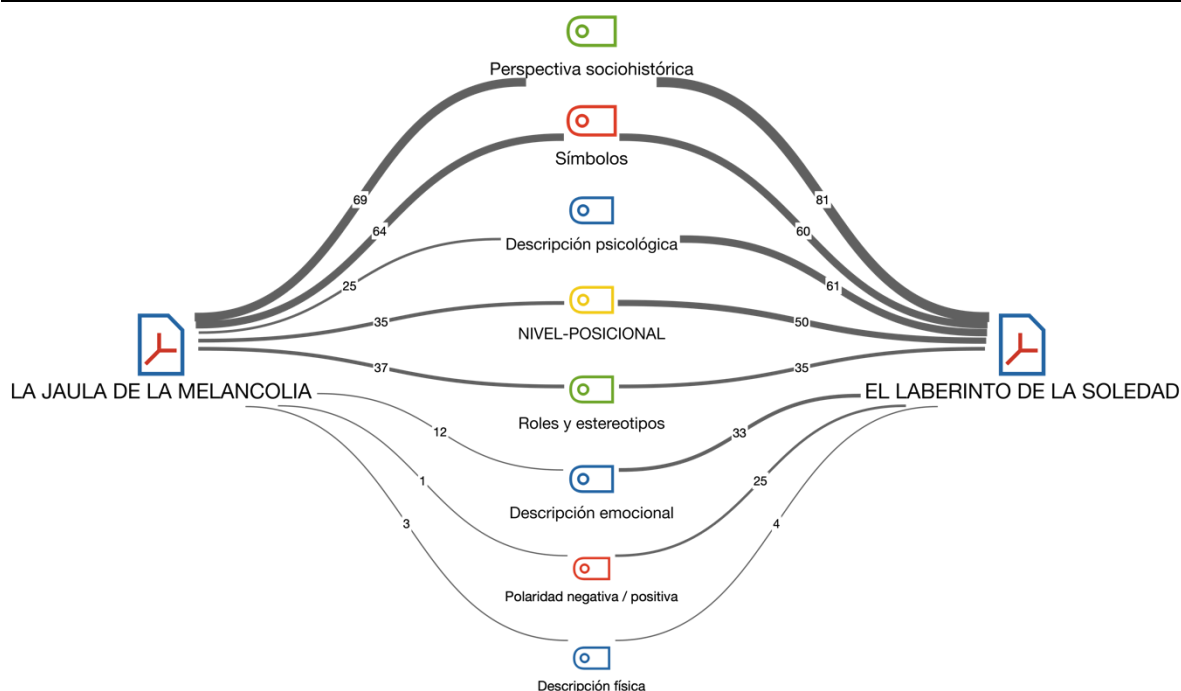 Perspectiva sociohistórica
Símbolos
69
81
64
60
Descripción psicológica
25
61
35
NIVEL-POSICIONAL
50
37
35
LA JAULA DE LA MELANCOLIA
EL LABERINTO DE LA SOLEDAD
Roles y estereotipos
12
33
Descripción emocional
1
25
3
4
Polaridad negativa / positiva
Descripción física